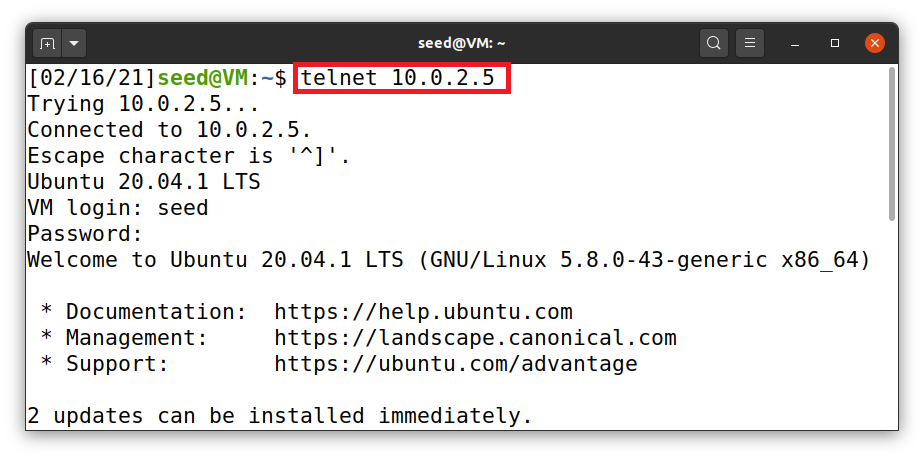 seed@VM: ~
[02/16/21]seed@VM:~$ telnet 10.0.2.5
Trying 10.0.2.5...
Connected to 10.0.2.5.
Escape character is '^]'.
Ubuntu 20.04.1 LTS
VM login: seed
Password:
Welcome to Ubuntu 20.04.1 LTS (GNU/Linux 5.8.0-43-generic x86_64)
* Documentation:  https://help.ubuntu.com
* Management:     https://landscape.canonical.com
* Support:        https://ubuntu.com/advantage
2 updates can be installed immediately.